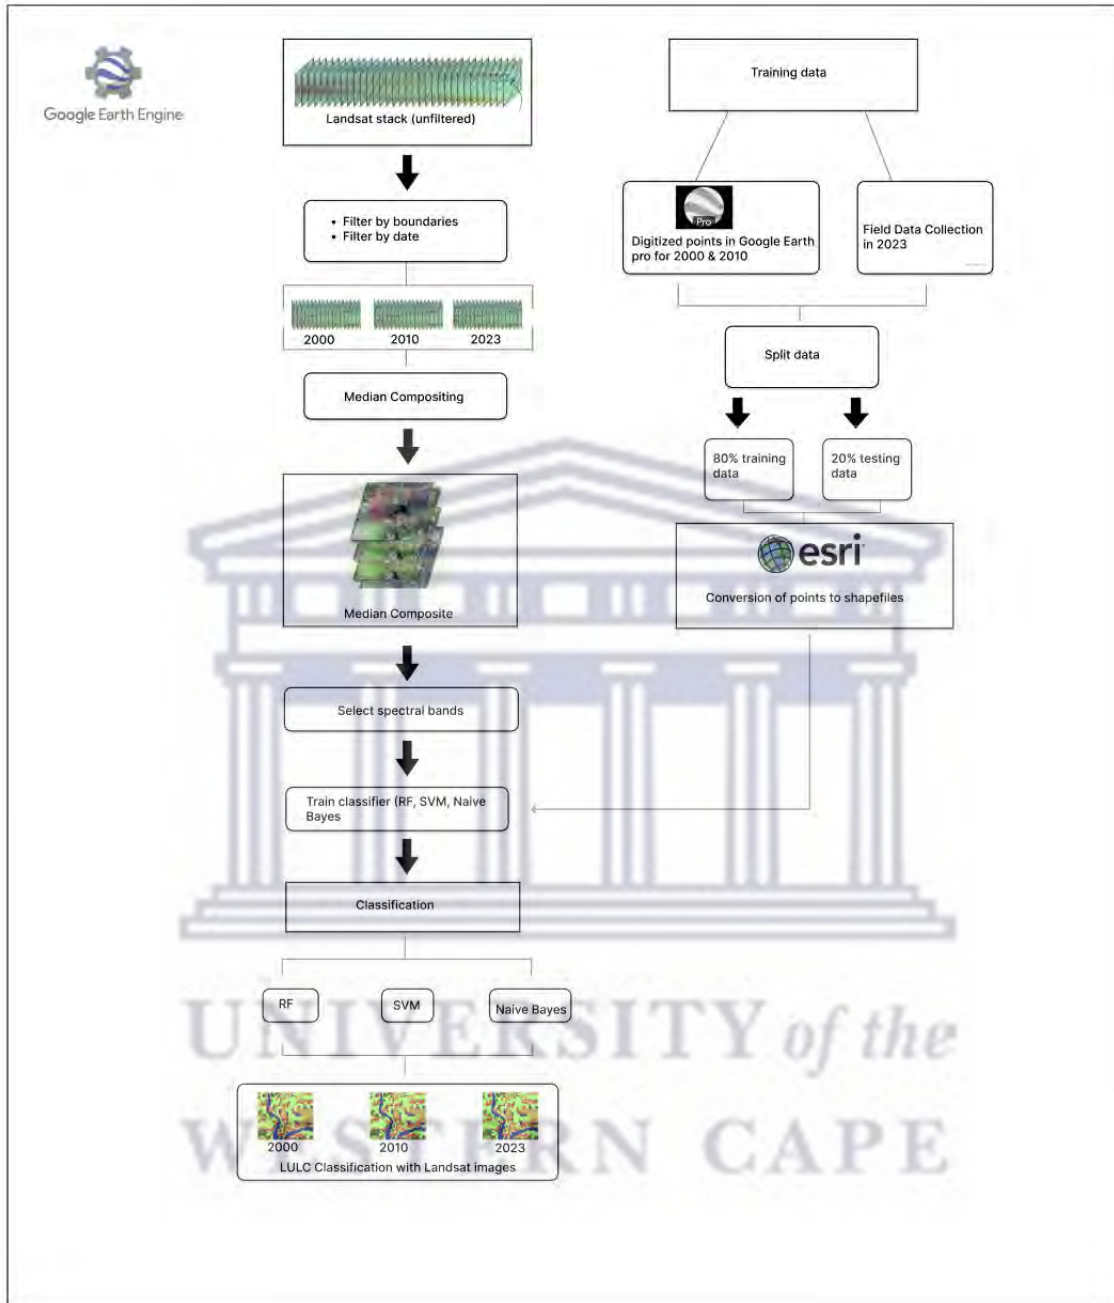 Google Earth Engine
Landsat stack (unfiltered)
• Filter by boundaries
• Filter by date
2000 2010 2023
Median Compositing
Median Composite
Select spectral bands
Train classifier (RF, SVM, Naive
Bayes
Classification
RF SVM Naive Bayes
2000 2010 2023
LULC Classification with Landsat images
Training data
Pro
Digitized points in Google Earth
pro for 2000 & 2010
Field Data Collection
in 2023
Split data
80% training
data
20% testing
data
esri
Conversion of points to shapefiles
UNIVERSITY of the
WESTERN CAPE